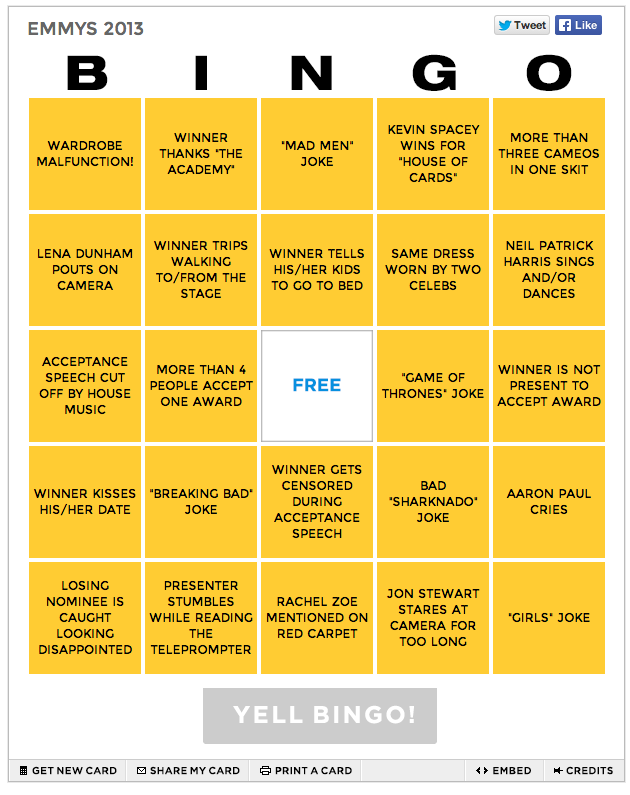 EMMYS 2013
Tweet
Like
B I N G O
WARDROBE
MALFUNCTION!
WINNER
THANKS "THE
ACADEMY"
"MAD MEN"
JOKE
KEVIN SPACEY
WINS FOR
"HOUSE OF
CARDS"
MORE THAN
THREE CAMEOS
IN ONE SKIT
LENA DUNHAM
POUTS ON
CAMERA
WINNER TRIPS
WALKING
TO/FROM THE
STAGE
WINNER TELLS
HIS/HER KIDS
TO GO TO BED
SAME DRESS
WORN BY TWO
CELEBS
NEIL PATRICK
HARRIS SINGS
AND/OR
DANCES
ACCEPTANCE
SPEECH CUT
OFF BY HOUSE
MUSIC
MORE THAN 4
PEOPLE ACCEPT
ONE AWARD
FREE
"GAME OF
THRONES" JOKE
WINNER IS NOT
PRESENT TO
ACCEPT AWARD
WINNER KISSES
HIS/HER DATE
"BREAKING BAD"
JOKE
WINNER GETS
CENSORED
DURING
ACCEPTANCE
SPEECH
BAD
"SHARKNADO"
JOKE
AARON PAUL
CRIES
LOSING
NOMINEE IS
CAUGHT
LOOKING
DISAPPOINTED
PRESENTER
STUMBLES
WHILE READING
THE
TELEPROMPTER
RACHEL ZOE
MENTIONED ON
RED CARPET
JON STEWART
STARES AT
CAMERA FOR
TOO LONG
"GIRLS" JOKE
YELL BINGO!
GET NEW CARD
SHARE MY CARD
PRINT A CARD
EMBED
CREDITS